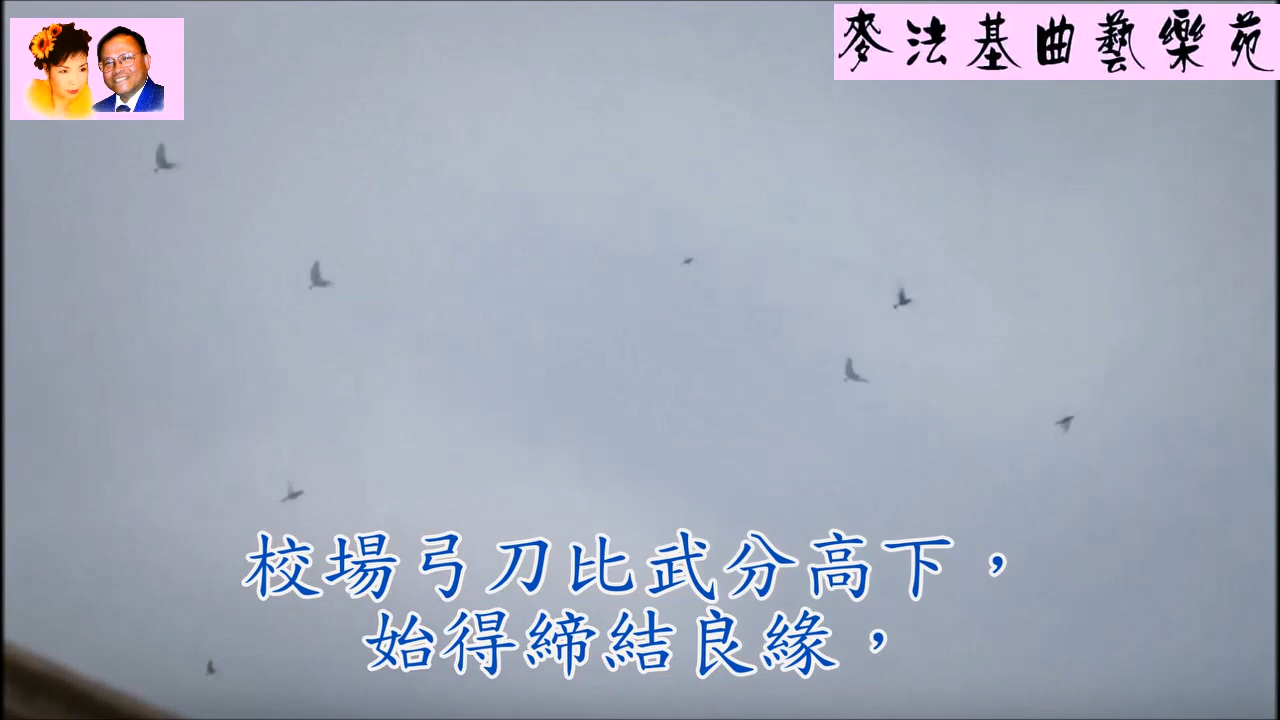 麥法基曲藝樂苑
校場弓刀比武分高下，
始得締結良緣，